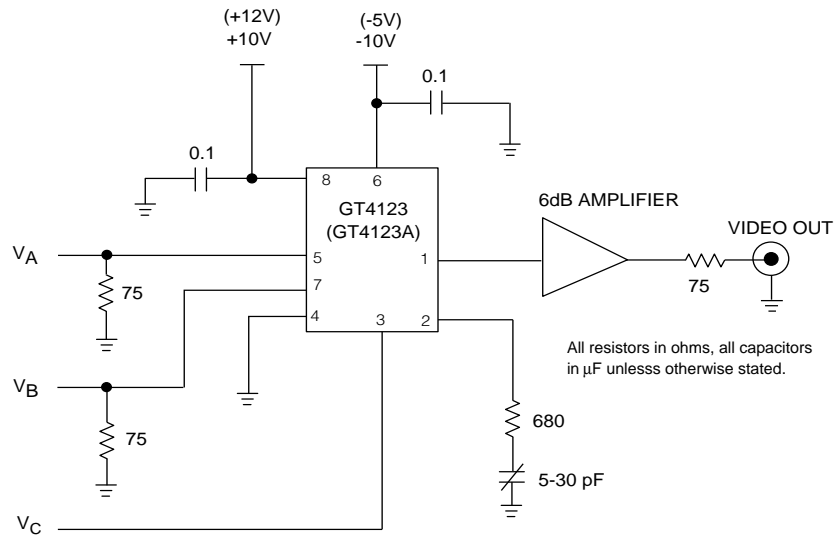 (+12V)
+10V
(-5V)
-10V
0.1
0.1
8
6
GT4123
(GT4123A)
6dB AMPLIFIER
VIDEO OUT
VA
5
1
75
75
7
4
3
2
All resistors in ohms, all capacitors
in µF unlesss otherwise stated.
VB
75
680
5-30 pF
VC